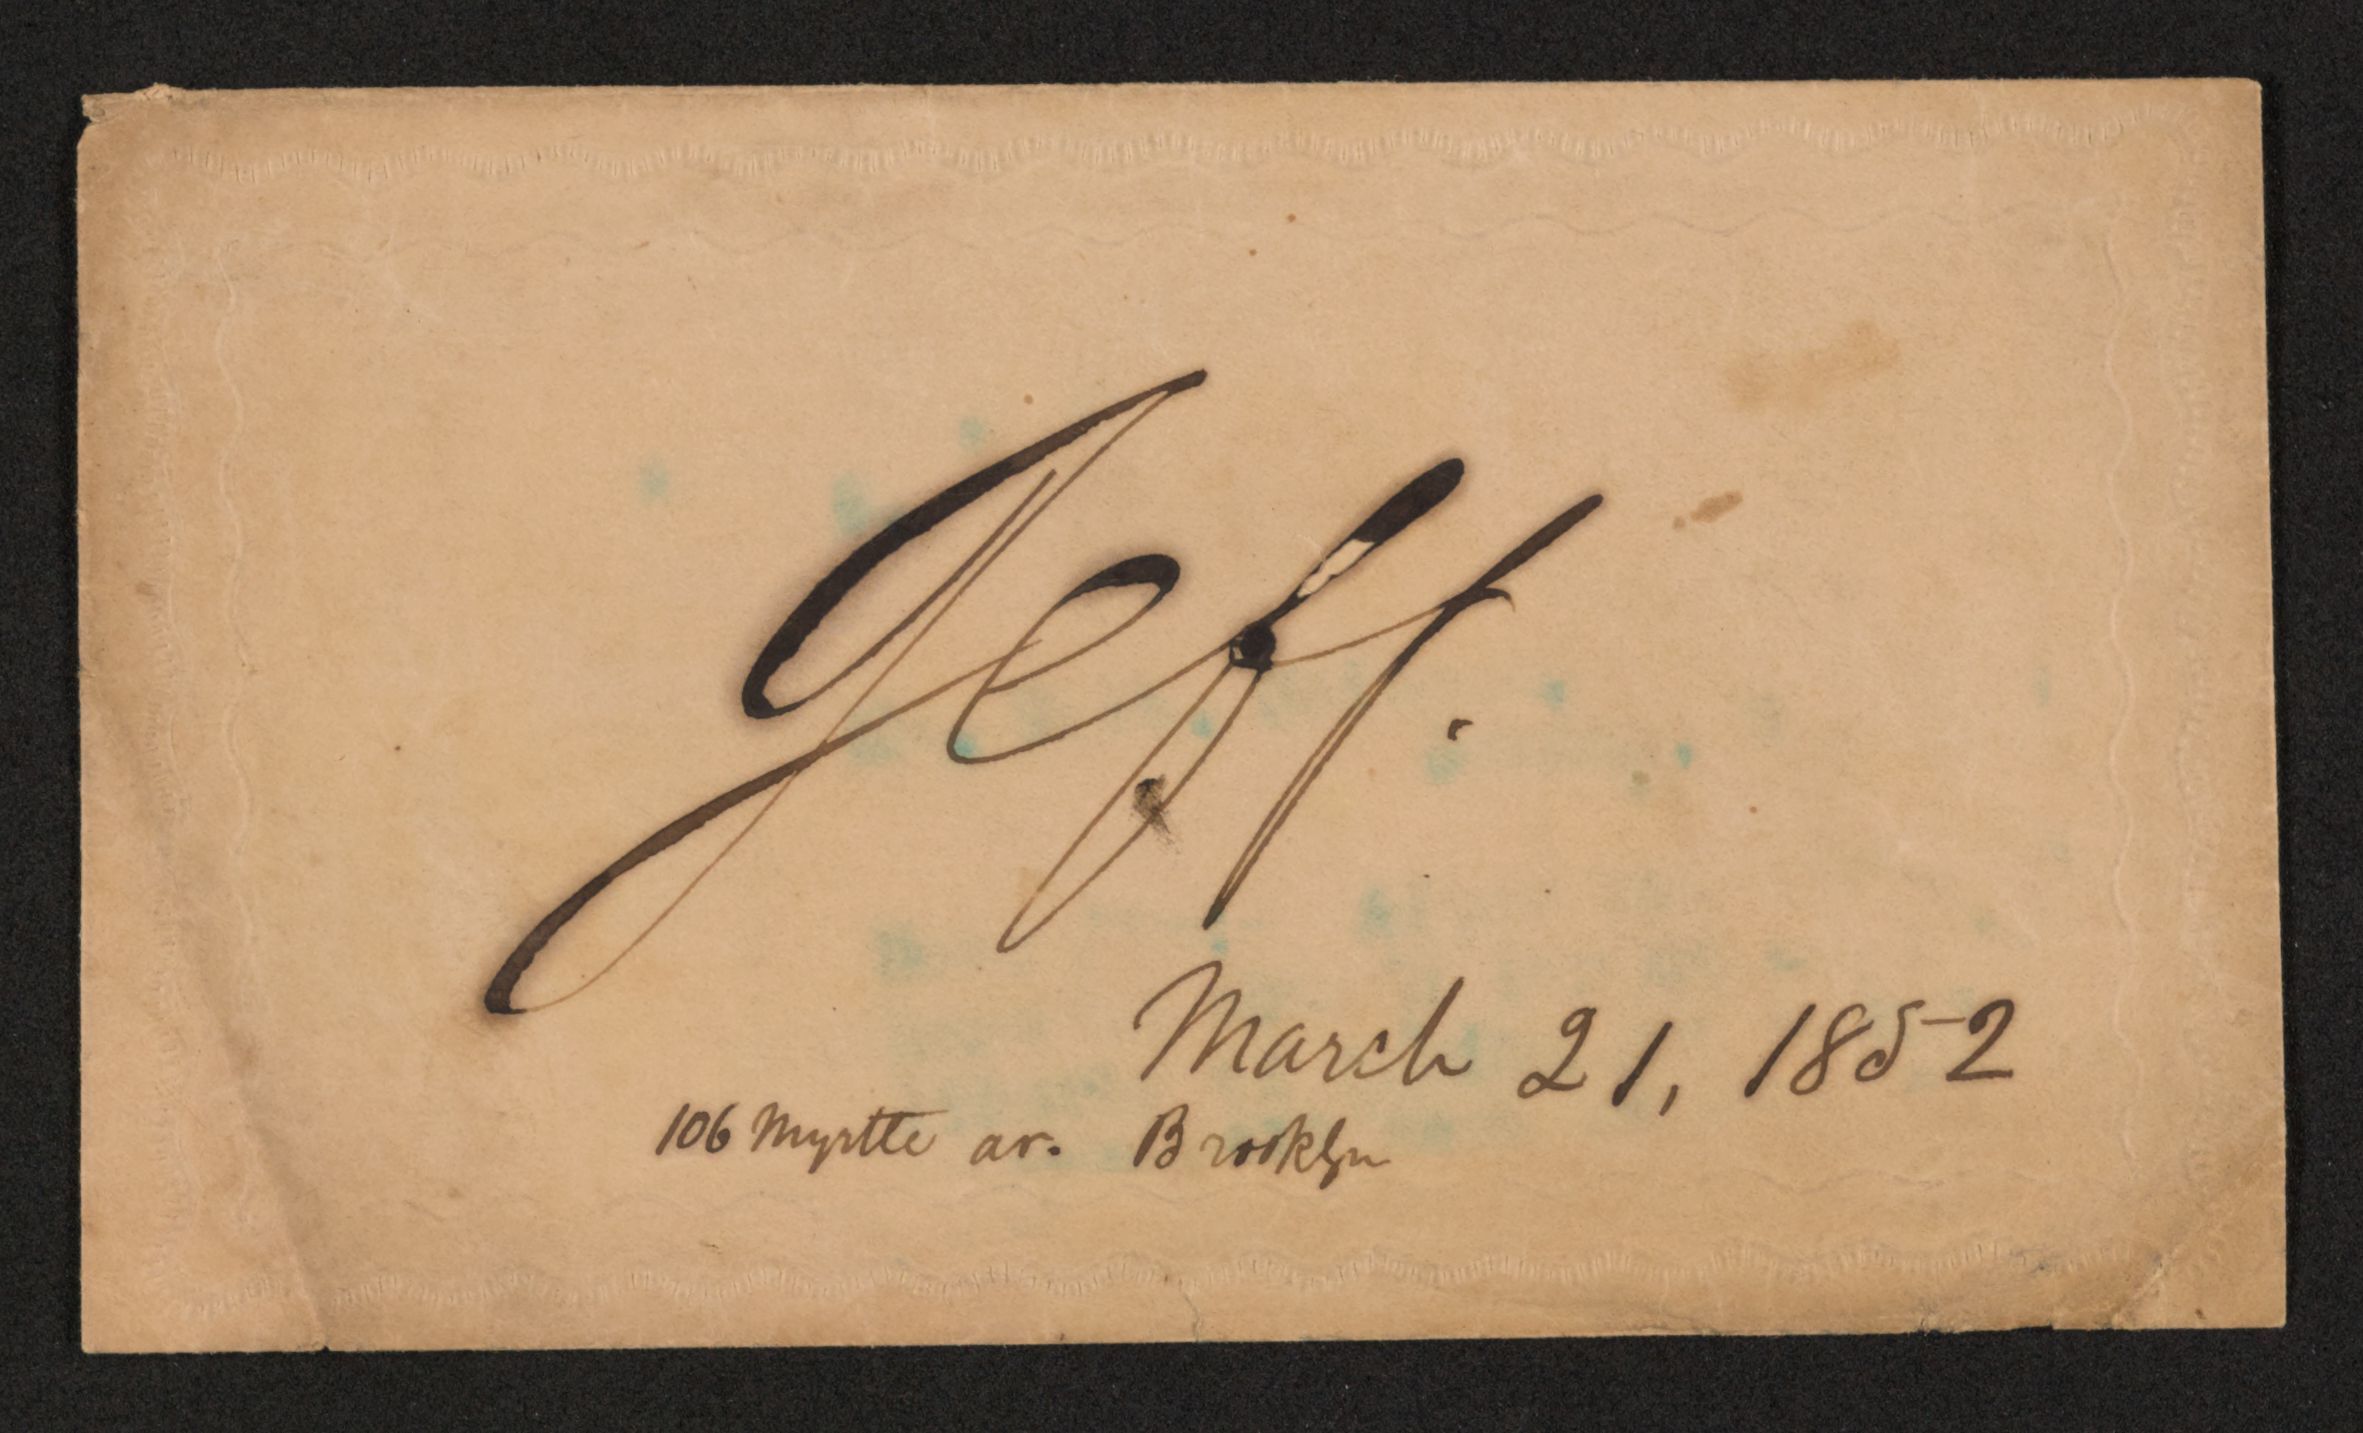 Jeff.
March 21, 1852
106 Myrtle av. Brooklyn